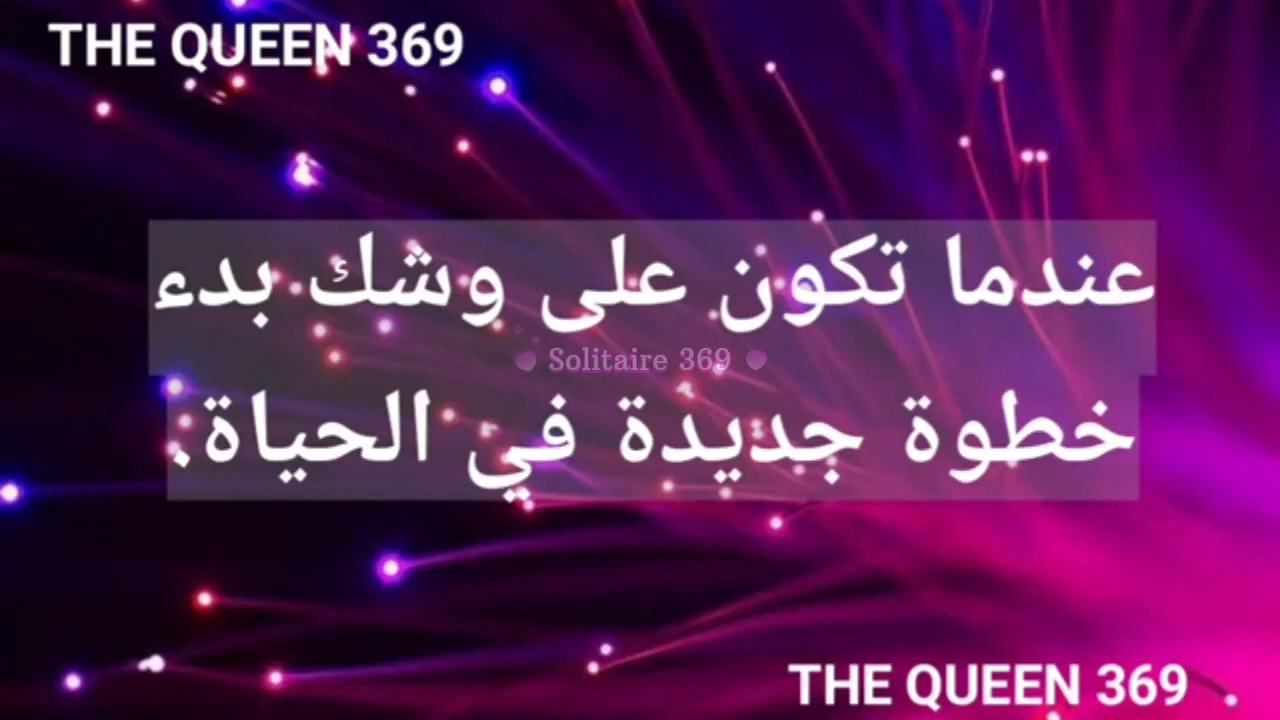 THE QUEEN 369
عندما تكون على وشك بدء
Solitaire 369
خطوة جديدة في الحياة.
THE QUEEN 369